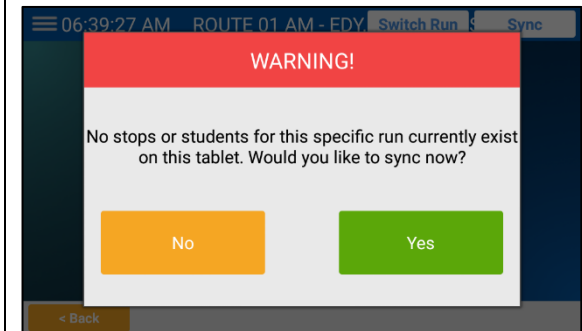 06:39:27 AM ROUTE 01 AM - EDY Switch Run S Sync
WARNING!
No stops or students for this specific run currently exist
on this tablet. Would you like to sync now?
No Yes
< Back